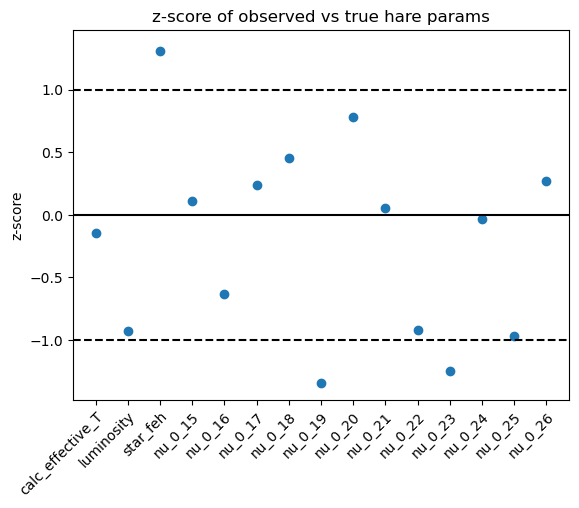 z-score of observed vs true hare params
z-score
1.0
0.5
0.0
−0.5
−1.0
calc_effective_T
luminosity
star_feh
nu_0_15
nu_0_16
nu_0_17
nu_0_18
nu_0_19
nu_0_20
nu_0_21
nu_0_22
nu_0_23
nu_0_24
nu_0_25
nu_0_26